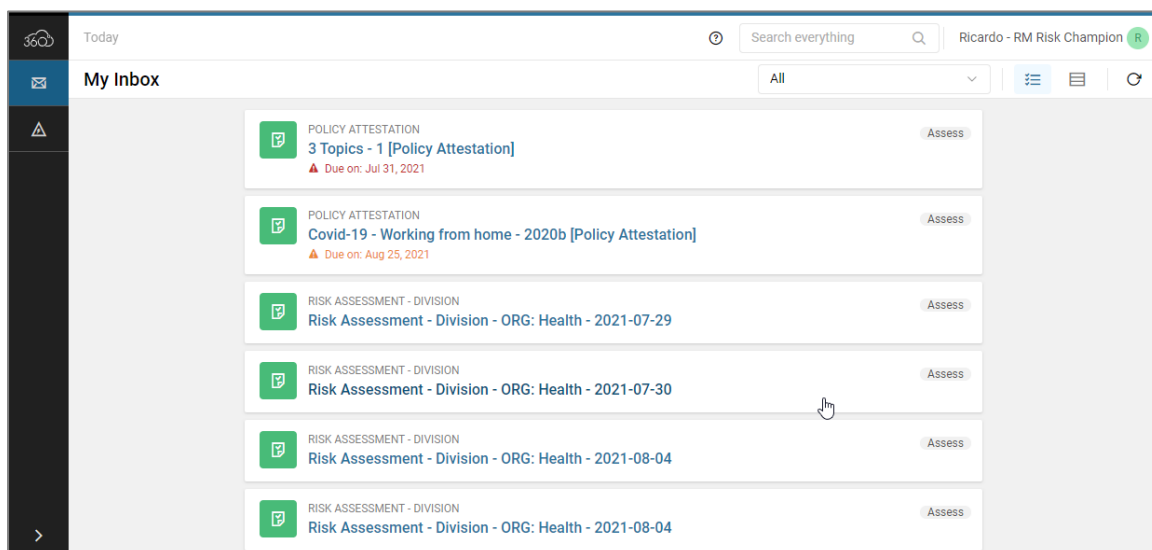 360
Today
Search everything
Ricardo - RM Risk Champion R
My Inbox
All
POLICY ATTESTATION
Assess
3 Topics - 1 [Policy Attestation]
Due on: Jul 31, 2021
POLICY ATTESTATION
Assess
Covid-19 - Working from home - 2020b [Policy Attestation]
Due on: Aug 25, 2021
RISK ASSESSMENT - DIVISION
Assess
Risk Assessment - Division - ORG: Health - 2021-07-29
RISK ASSESSMENT - DIVISION
Assess
Risk Assessment - Division - ORG: Health - 2021-07-30
RISK ASSESSMENT - DIVISION
Assess
Risk Assessment - Division - ORG: Health - 2021-08-04
RISK ASSESSMENT - DIVISION
Assess
Risk Assessment - Division - ORG: Health - 2021-08-04